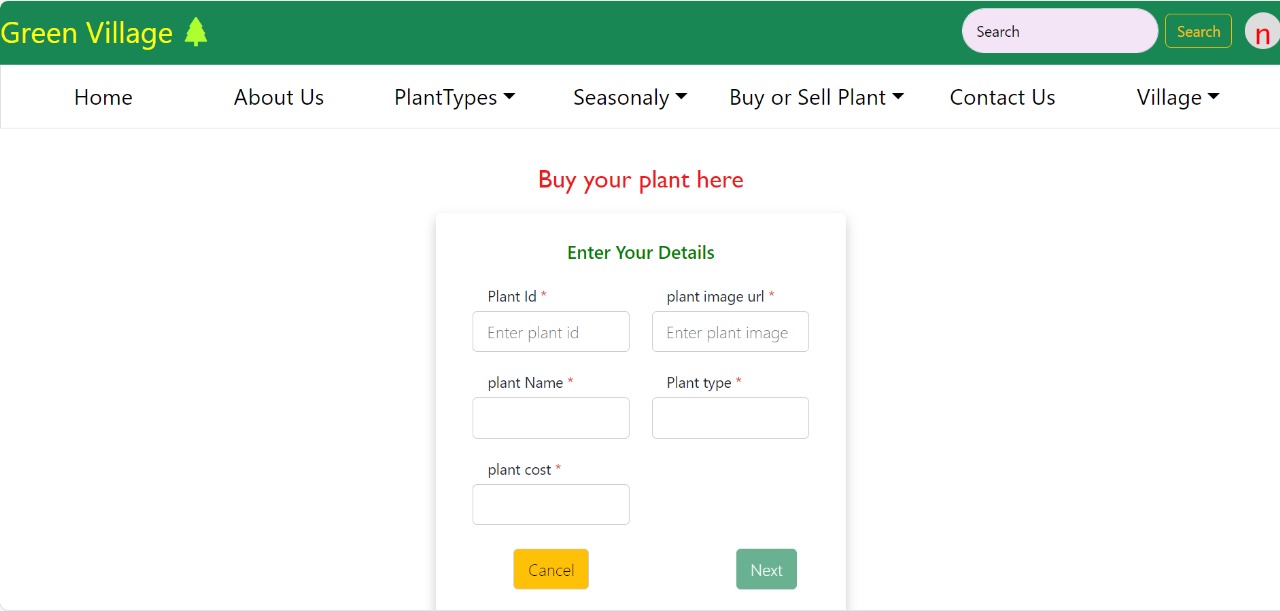 Green Village
Search Search n
Home About Us PlantTypes Seasonaly Buy or Sell Plant Contact Us Village
Buy your plant here
Enter Your Details
Plant Id * plant image url *
Enter plant id Enter plant image
plant Name * Plant type *
plant cost *
Cancel Next